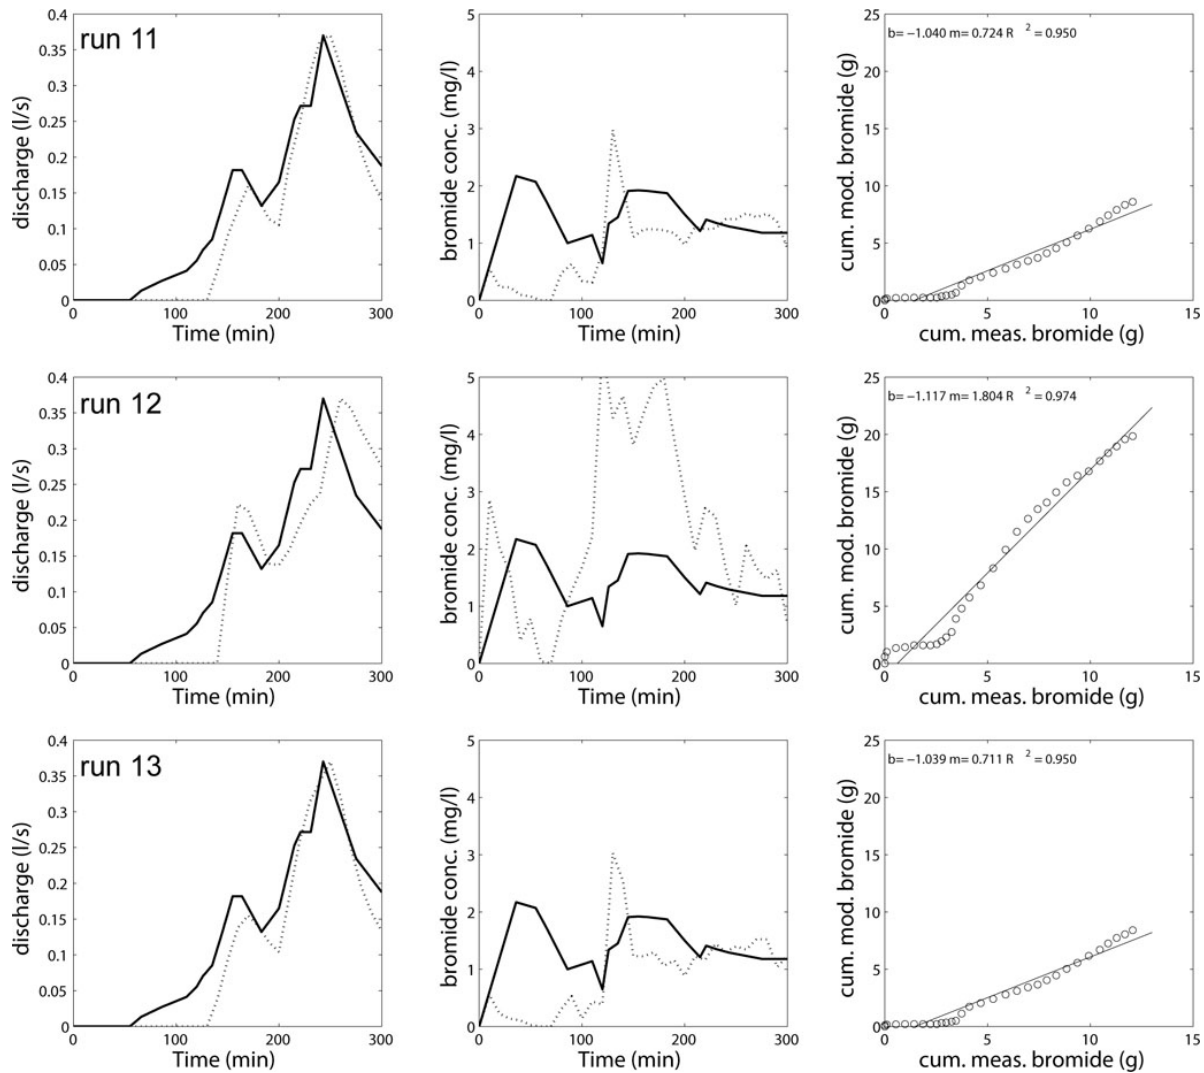 run 11
discharge (l/s)
0.4
0.35
0.3
0.25
0.2
0.15
0.1
0.05
0
0 100 200 300
Time (min)
bromide conc. (mg/l)
5
4
3
2
1
0
0 100 200 300
Time (min)
b= −1.040 m= 0.724 R 2 = 0.950
cum. mod. bromide (g)
25
20
15
10
5
0
0 5 10 15
cum. meas. bromide (g)
run 12
discharge (l/s)
0.4
0.35
0.3
0.25
0.2
0.15
0.1
0.05
0
0 100 200 300
Time (min)
bromide conc. (mg/l)
5
4
3
2
1
0
0 100 200 300
Time (min)
b= −1.117 m= 1.804 R 2 = 0.974
cum. mod. bromide (g)
25
20
15
10
5
0
0 5 10 15
cum. meas. bromide (g)
run 13
discharge (l/s)
0.4
0.35
0.3
0.25
0.2
0.15
0.1
0.05
0
0 100 200 300
Time (min)
bromide conc. (mg/l)
5
4
3
2
1
0
0 100 200 300
Time (min)
b= −1.039 m= 0.711 R 2 = 0.950
cum. mod. bromide (g)
25
20
15
10
5
0
0 5 10 15
cum. meas. bromide (g)